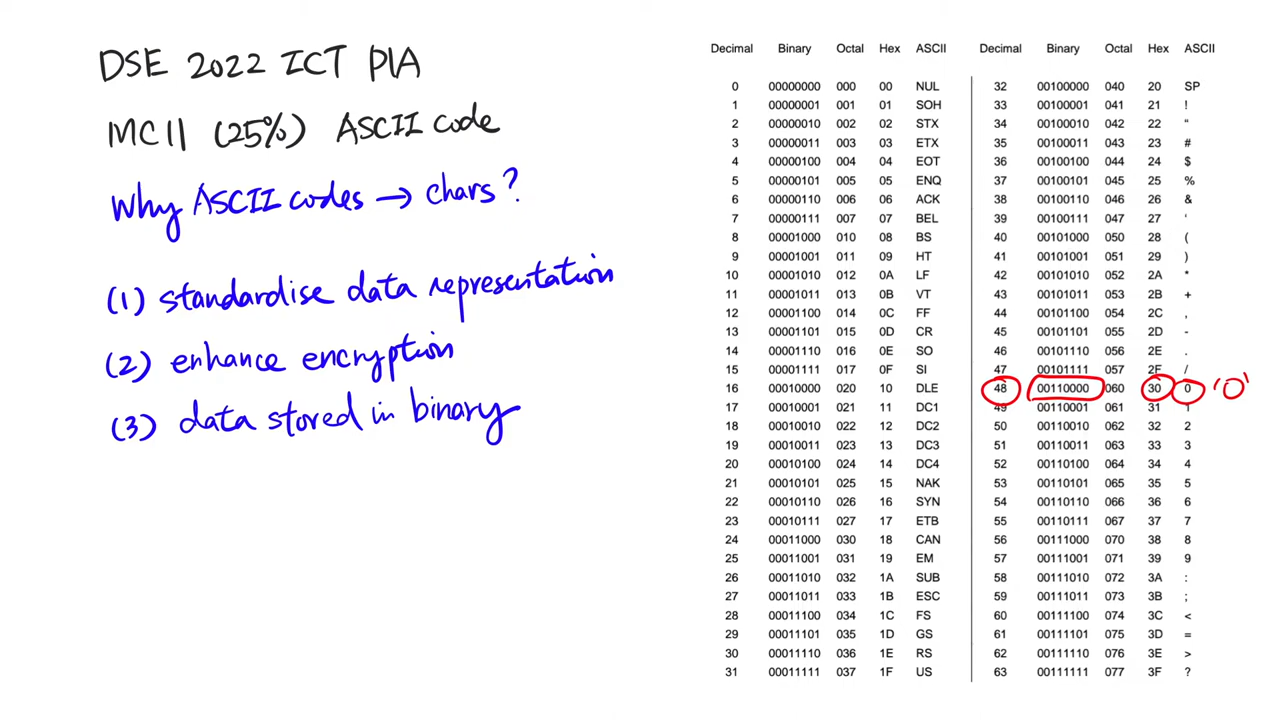 DSE 2022 ICT P1A
MC11 (25%) ASCII code
Why ASCII codes → chars?
(1) standardise data representation
(2) enhance encryption
(3) data stored in binary
Decimal Binary Octal Hex ASCII Decimal Binary Octal Hex ASCII
0 00000000 000 00 NUL 32 00100000 040 20 SP
1 00000001 001 01 SOH 33 00100001 041 21 !
2 00000010 002 02 STX 34 00100010 042 22 “
3 00000011 003 03 ETX 35 00100011 043 23 #
4 00000100 004 04 EOT 36 00100100 044 24 $
5 00000101 005 05 ENQ 37 00100101 045 25 %
6 00000110 006 06 ACK 38 00100110 046 26 &
7 00000111 007 07 BEL 39 00100111 047 27 ‘
8 00001000 010 08 BS 40 00101000 050 28 (
9 00001001 011 09 HT 41 00101001 051 29 )
10 00001010 012 0A LF 42 00101010 052 2A *
11 00001011 013 0B VT 43 00101011 053 2B +
12 00001100 014 0C FF 44 00101100 054 2C ,
13 00001101 015 0D CR 45 00101101 055 2D -
14 00001110 016 0E SO 46 00101110 056 2E .
15 00001111 017 0F SI 47 00101111 057 2F /
16 00010000 020 10 DLE 48 00110000 060 30 0 '0'
17 00010001 021 11 DC1 49 00110001 061 31 1
18 00010010 022 12 DC2 50 00110010 062 32 2
19 00010011 023 13 DC3 51 00110011 063 33 3
20 00010100 024 14 DC4 52 00110100 064 34 4
21 00010101 025 15 NAK 53 00110101 065 35 5
22 00010110 026 16 SYN 54 00110110 066 36 6
23 00010111 027 17 ETB 55 00110111 067 37 7
24 00011000 030 18 CAN 56 00111000 070 38 8
25 00011001 031 19 EM 57 00111001 071 39 9
26 00011010 032 1A SUB 58 00111010 072 3A :
27 00011011 033 1B ESC 59 00111011 073 3B ;
28 00011100 034 1C FS 60 00111100 074 3C <
29 00011101 035 1D GS 61 00111101 075 3D =
30 00011110 036 1E RS 62 00111110 076 3E >
31 00011111 037 1F US 63 00111111 077 3F ?